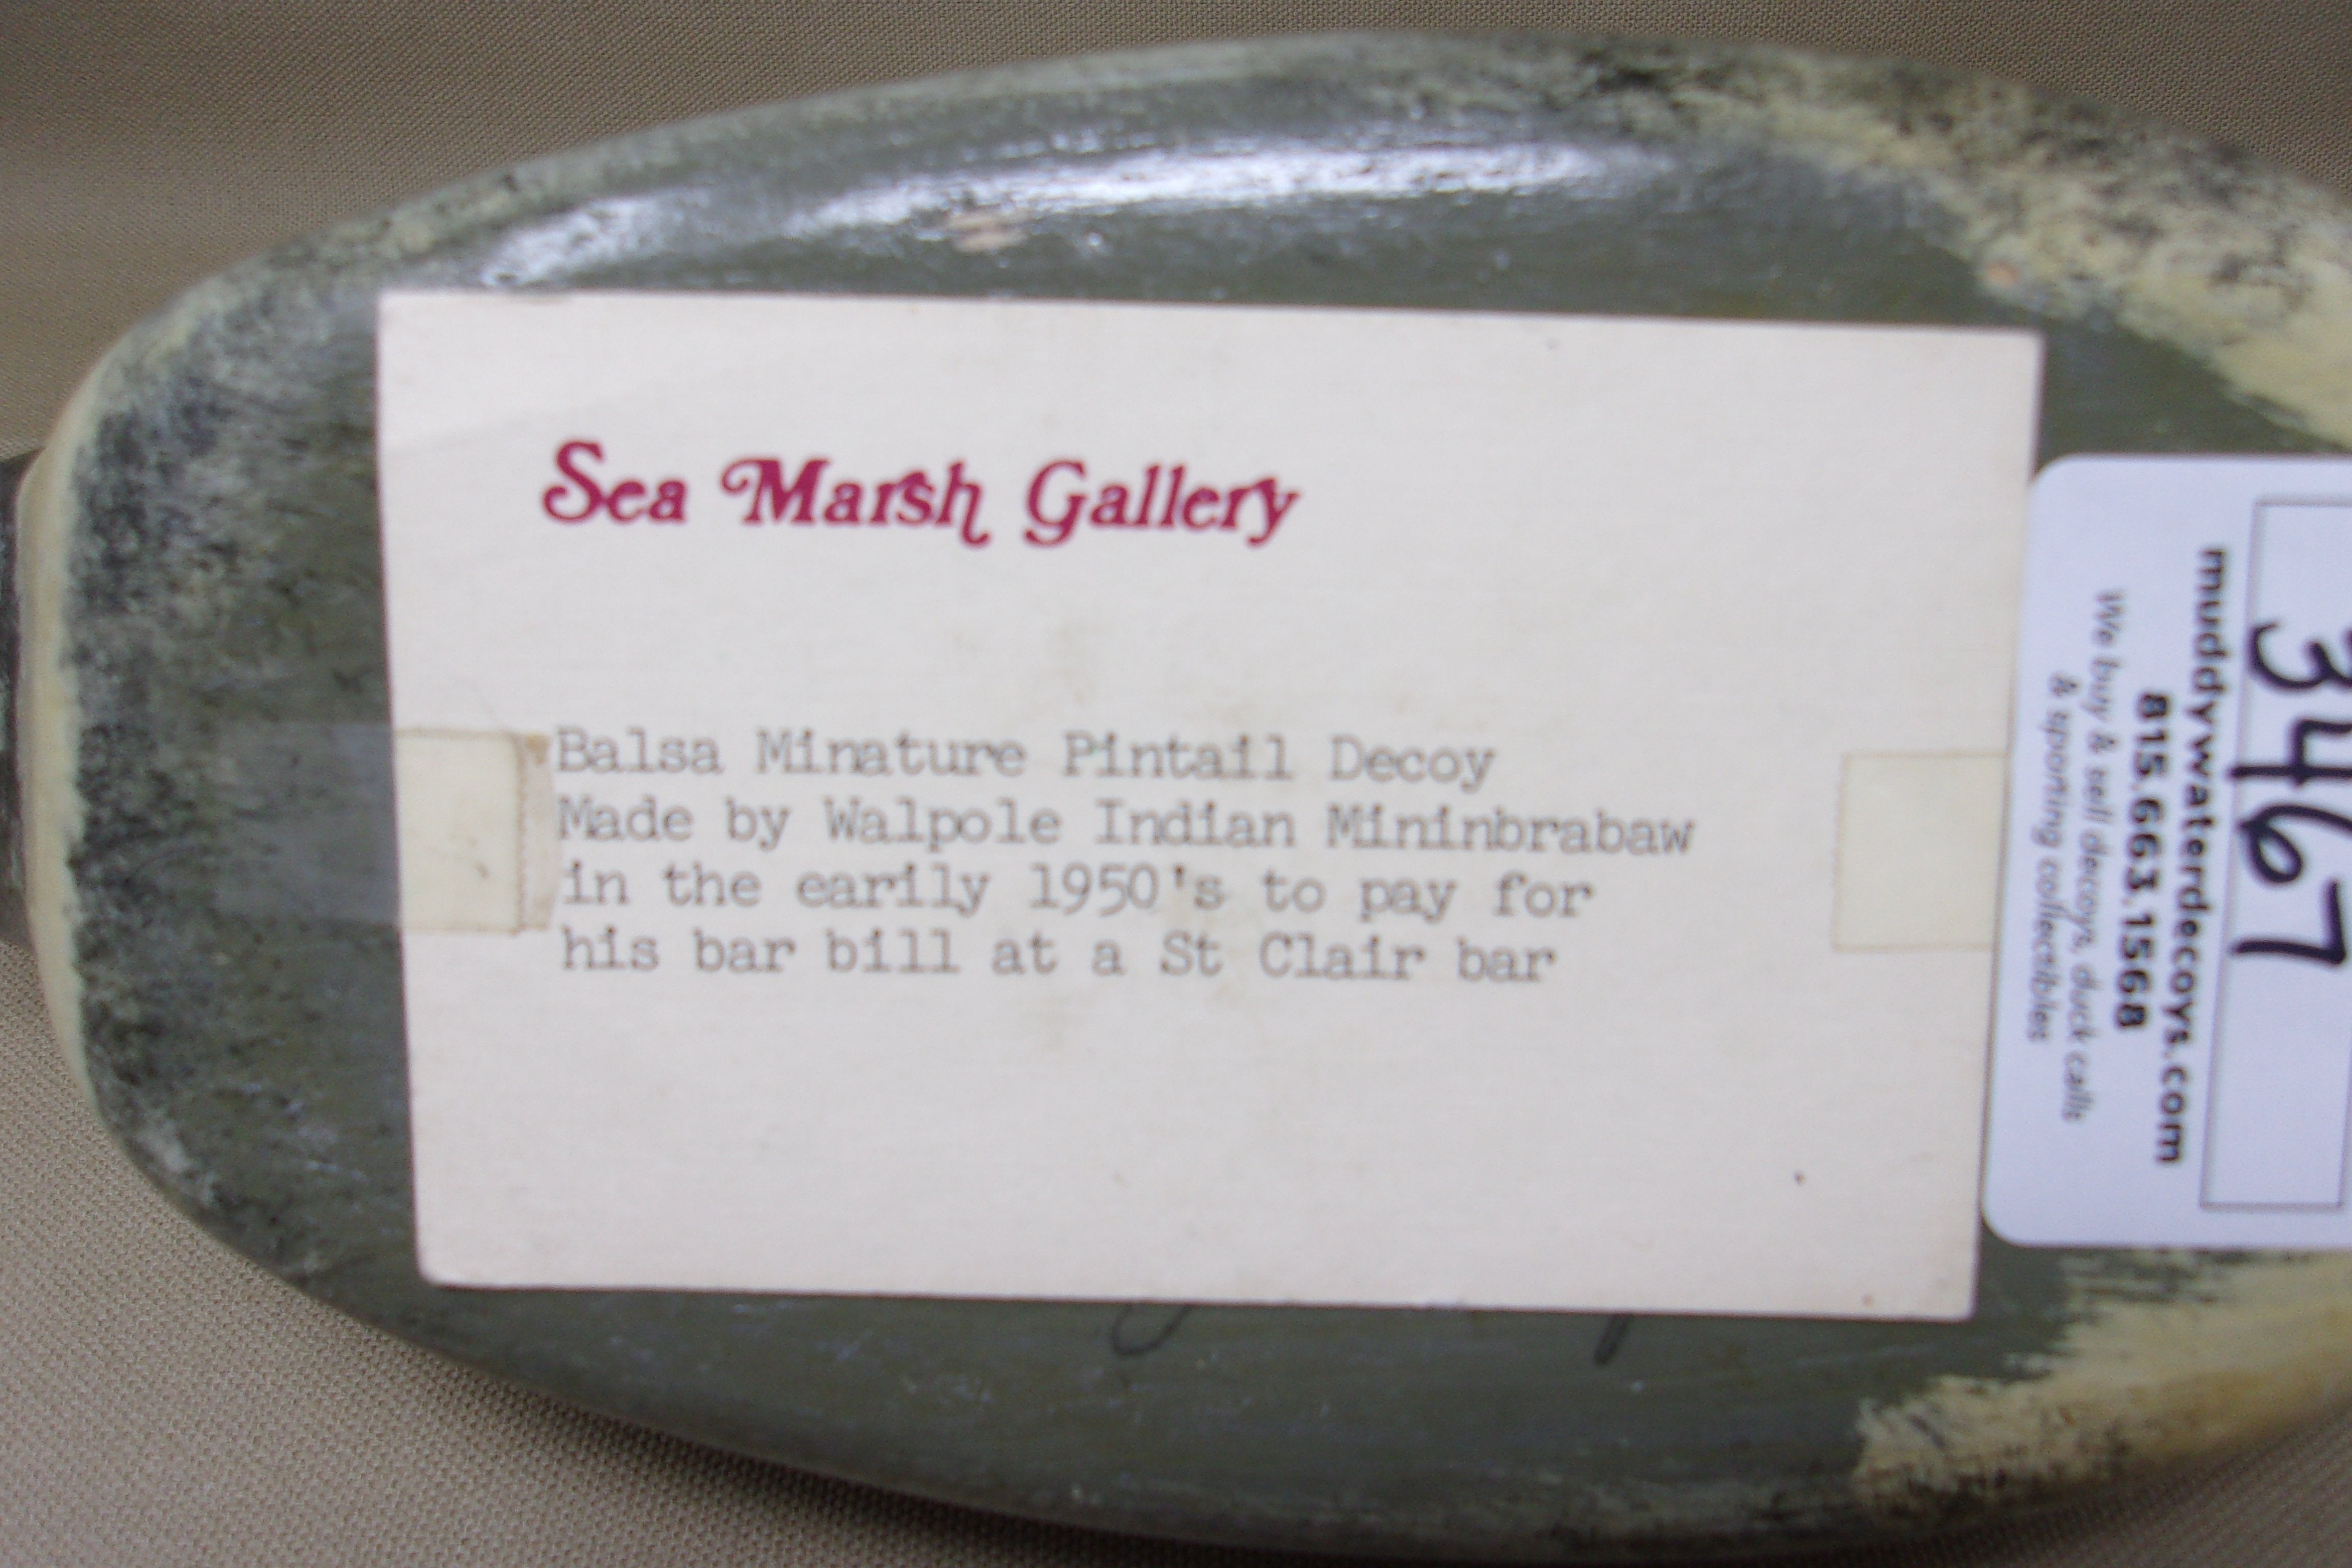 Sea Marsh Gallery
Balsa Minature Pintail Decoy
Made by Walpole Indian Mininbrabaw
in the earily 1950's to pay for
his bar bill at a St Clair bar
3467
muddywaterdecoys.com
815.663.1568
We buy & sell decoys, duck calls
& sporting collectibles